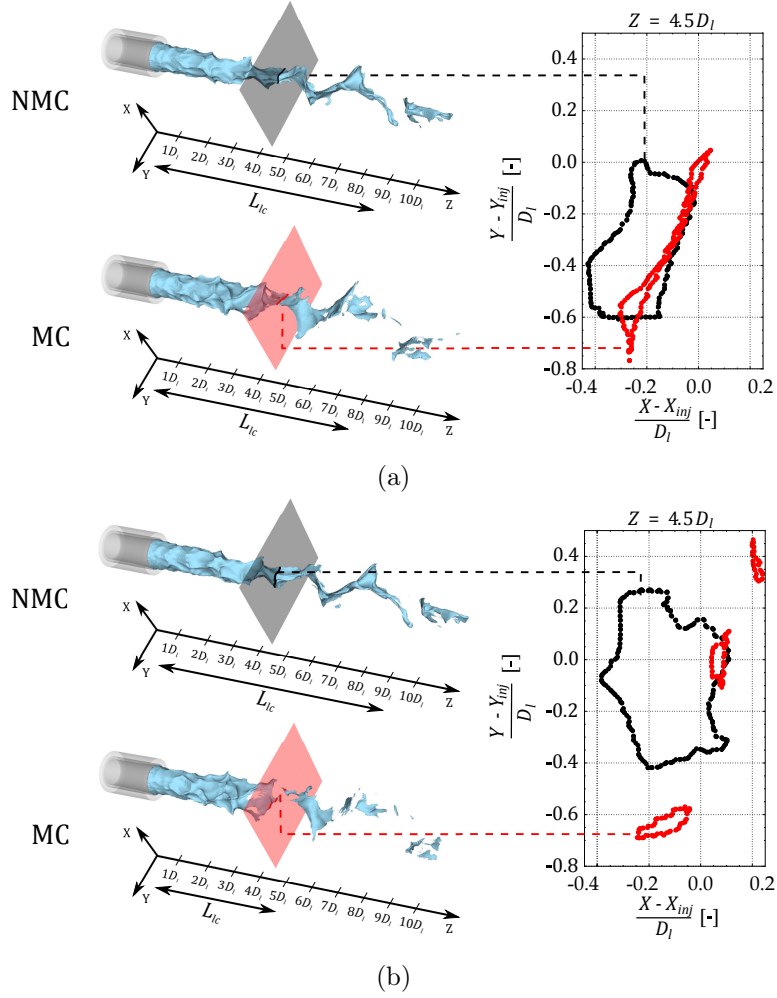 Z = 4.5D_l
NMC
X
Y
1D_l 2D_l 3D_l 4D_l 5D_l 6D_l 7D_l 8D_l 9D_l 10D_l
Z
L_lc
MC
X
Y
1D_l 2D_l 3D_l 4D_l 5D_l 6D_l 7D_l 8D_l 9D_l 10D_l
Z
L_lc
0.4
0.2
0.0
-0.2
-0.4
-0.6
-0.8
Y - Y_inj
D_l
[-]
-0.4 -0.2 0.0
X - X_inj
D_l
[-]
(a)
Z = 4.5D_l
NMC
X
Y
1D_l 2D_l 3D_l 4D_l 5D_l 6D_l 7D_l 8D_l 9D_l 10D_l
Z
L_lc
MC
X
Y
1D_l 2D_l 3D_l 4D_l 5D_l 6D_l 7D_l 8D_l 9D_l 10D_l
Z
L_lc
0.4
0.2
0.0
-0.2
-0.4
-0.6
-0.8
Y - Y_inj
D_l
[-]
-0.4 -0.2 0.0 0.2
X - X_inj
D_l
[-]
(b)